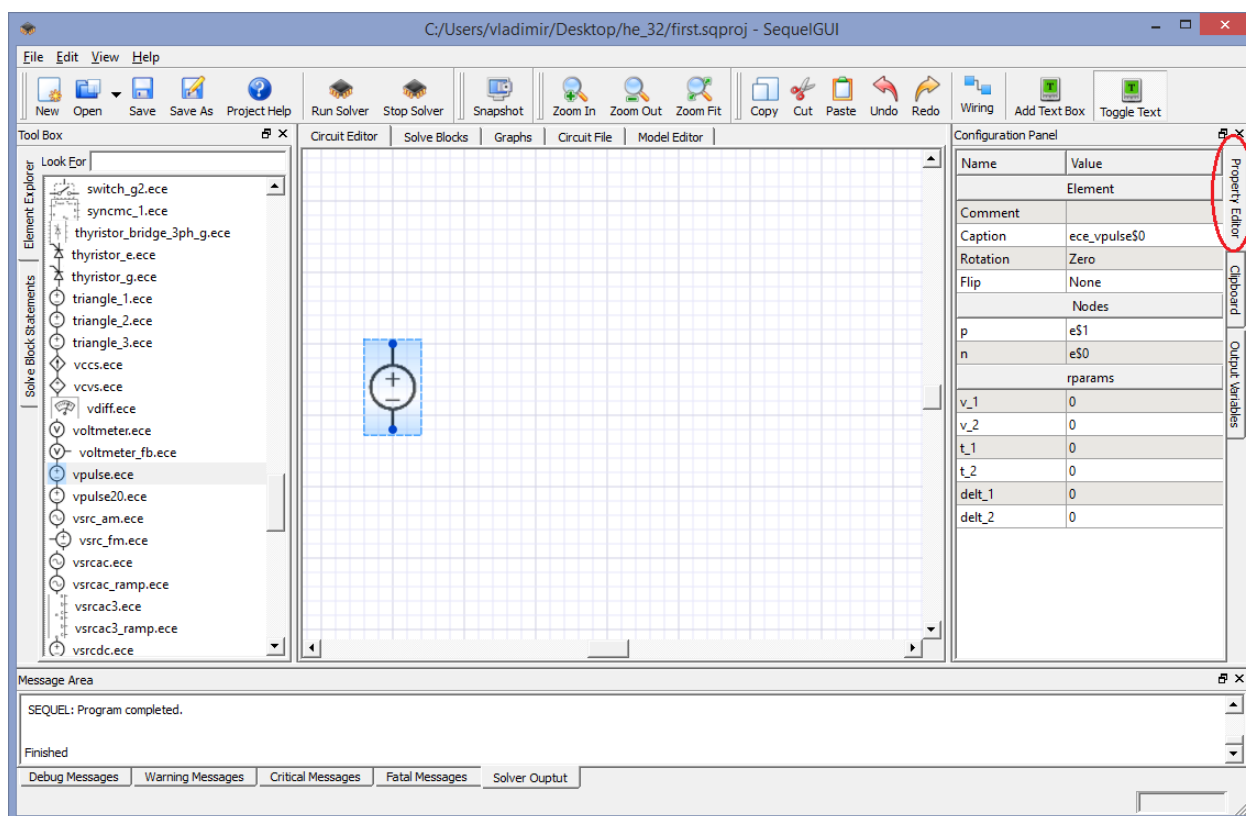 C:/Users/vladimir/Desktop/he_32/first.sqproj - SequelGUI
File Edit View Help
New Open Save Save As Project Help Run Solver Stop Solver Snapshot Zoom In Zoom Out Zoom Fit Copy Cut Paste Undo Redo Wiring Add Text Box Toggle Text
Tool Box
Element Explorer
Solve Block Statements
Look For
switch_g2.ece
syncmc_1.ece
thyristor_bridge_3ph_g.ece
thyristor_e.ece
thyristor_g.ece
triangle_1.ece
triangle_2.ece
triangle_3.ece
vccs.ece
vcvs.ece
vdiff.ece
voltmeter.ece
voltmeter_fb.ece
vpulse.ece
vpulse20.ece
vsrc_am.ece
vsrc_fm.ece
vsrcac.ece
vsrcac_ramp.ece
vsrcac3.ece
vsrcac3_ramp.ece
vsrcdc.ece
Circuit Editor Solve Blocks Graphs Circuit File Model Editor
Configuration Panel
Name Value
Element
Comment
Caption ece_vpulse$0
Rotation Zero
Flip None
Nodes
p e$1
n e$0
rparams
v_1 0
v_2 0
t_1 0
t_2 0
delt_1 0
delt_2 0
Property Editor
Clipboard
Output Variables
Message Area
SEQUEL: Program completed.
Finished
Debug Messages Warning Messages Critical Messages Fatal Messages Solver Ouptut